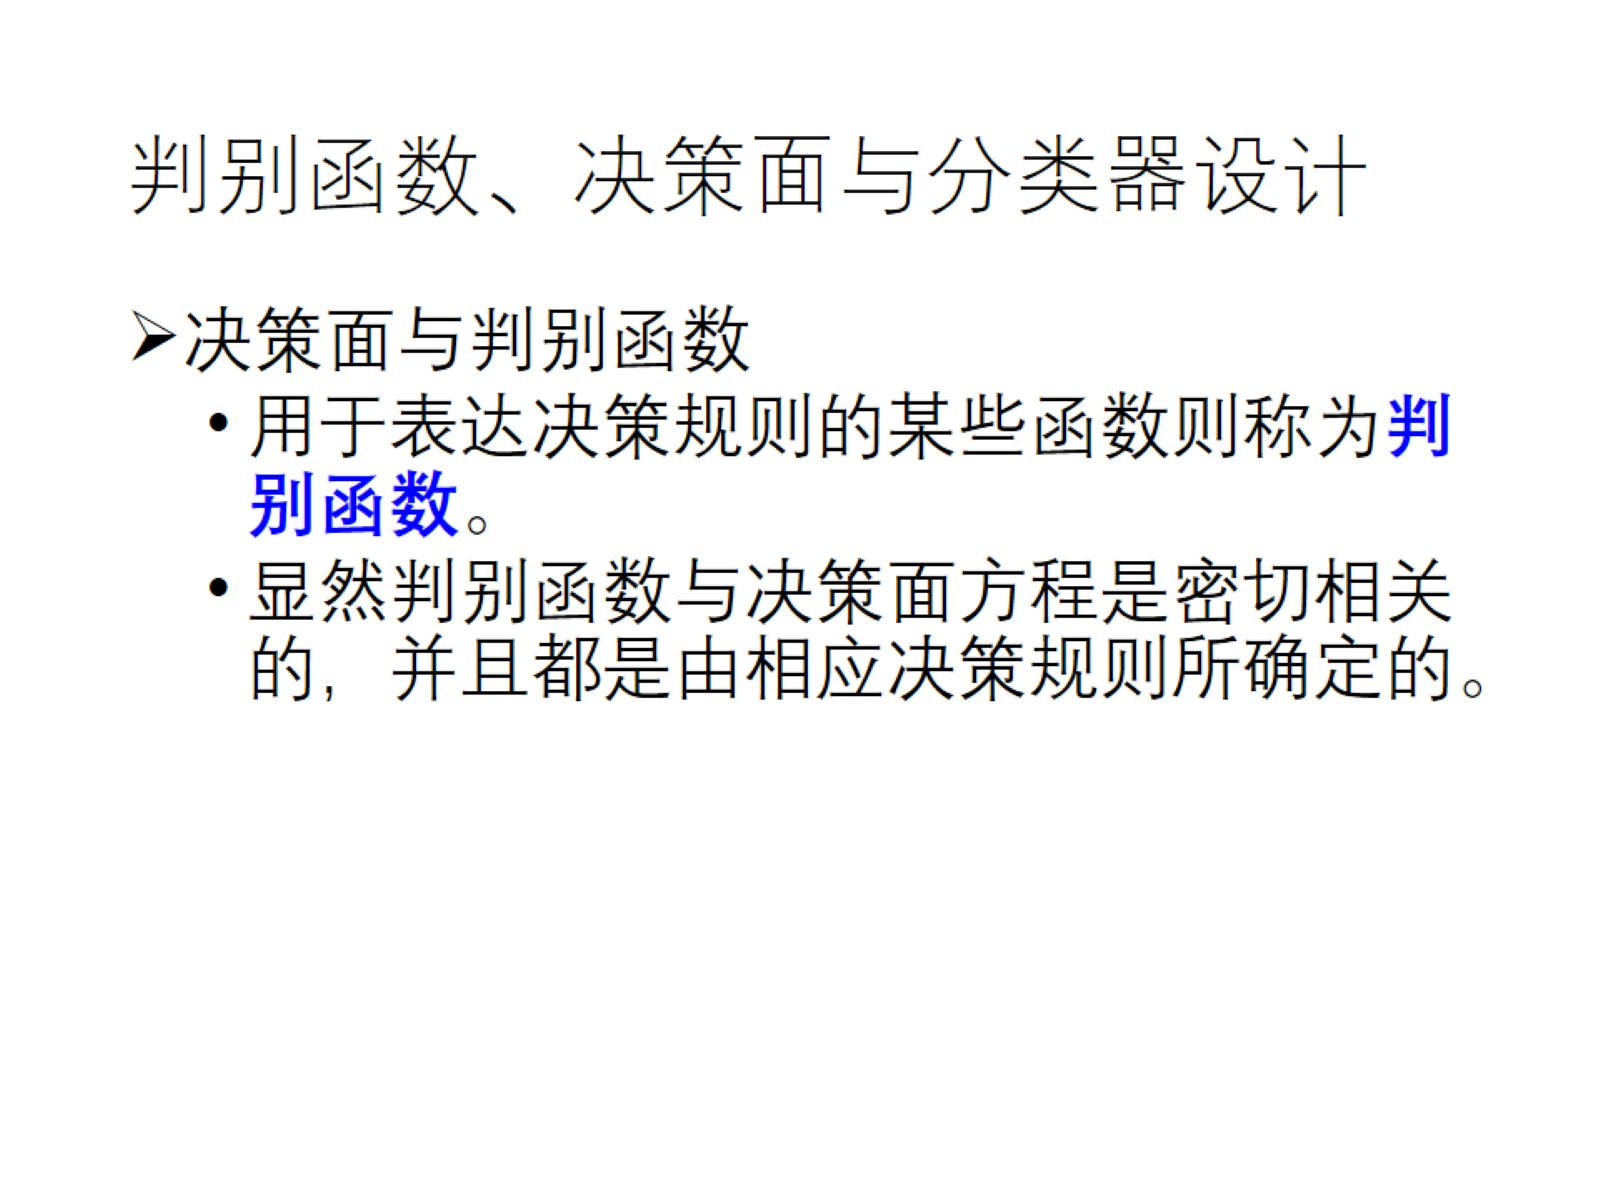 判别函数、决策面与分类器设计
➢决策面与判别函数
• 用于表达决策规则的某些函数则称为判
别函数。
• 显然判别函数与决策面方程是密切相关
的，并且都是由相应决策规则所确定的。